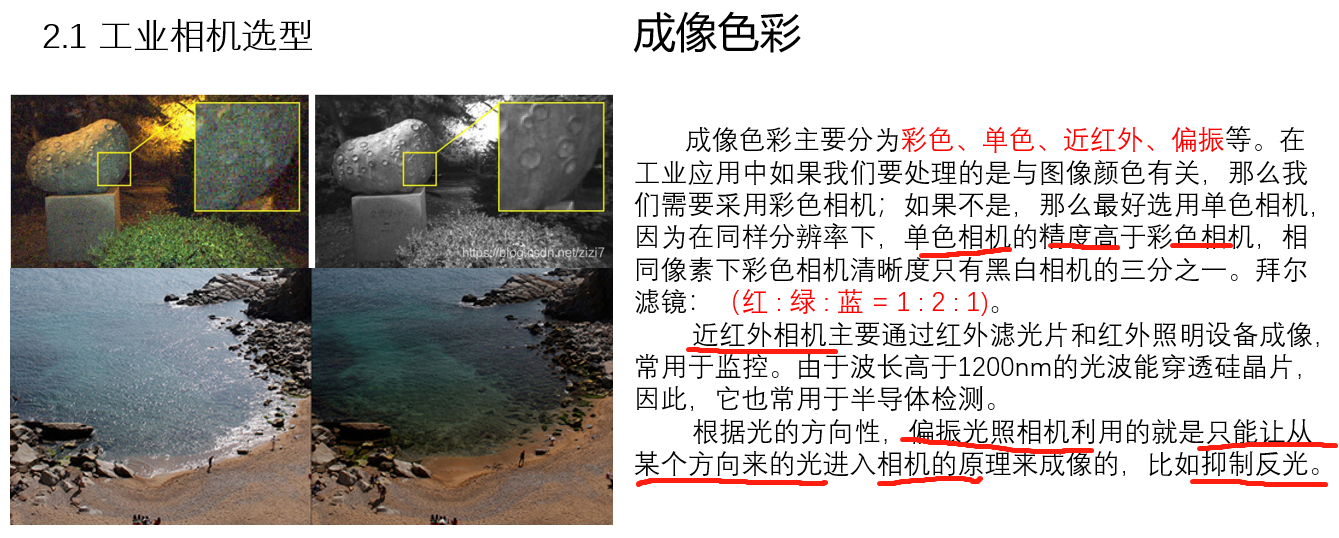 2.1 工业相机选型
成像色彩
https://blog.csdn.net/zizi7
成像色彩主要分为彩色、单色、近红外、偏振等。在
工业应用中如果我们要处理的是与图像颜色有关，那么我
们需要采用彩色相机；如果不是，那么最好选用单色相机，
因为在同样分辨率下，单色相机的精度高于彩色相机，相
同像素下彩色相机清晰度只有黑白相机的三分之一。拜尔
滤镜：（红 : 绿 : 蓝 = 1 : 2 : 1)。
近红外相机主要通过红外滤光片和红外照明设备成像，
常用于监控。由于波长高于1200nm的光波能穿透硅晶片，
因此，它也常用于半导体检测。
根据光的方向性，偏振光照相机利用的就是只能让从
某个方向来的光进入相机的原理来成像的，比如抑制反光。